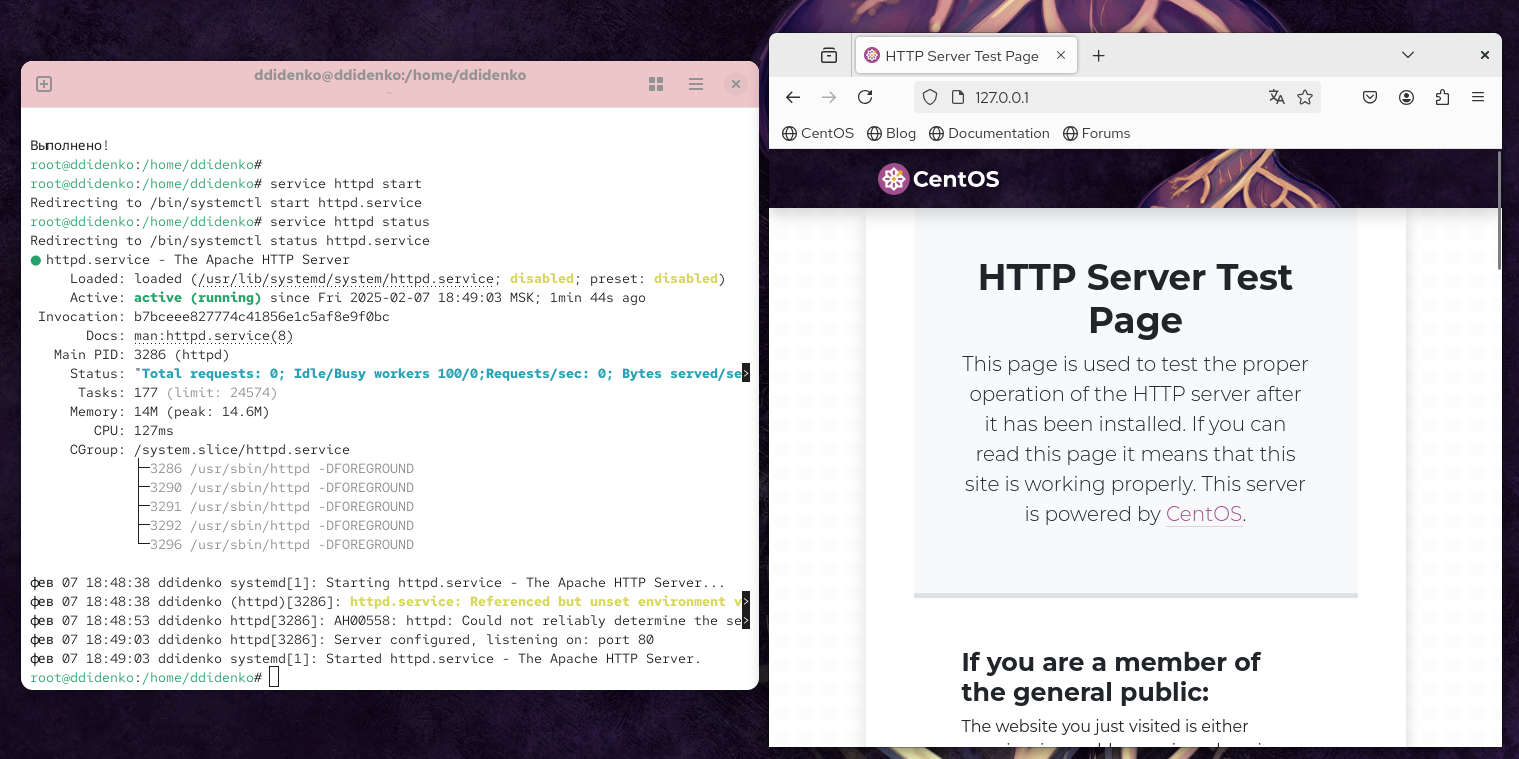 ddidenko@ddidenko:/home/ddidenko
~
Выполнено!
root@ddidenko:/home/ddidenko#
root@ddidenko:/home/ddidenko# service httpd start
Redirecting to /bin/systemctl start httpd.service
root@ddidenko:/home/ddidenko# service httpd status
Redirecting to /bin/systemctl status httpd.service
● httpd.service - The Apache HTTP Server
Loaded: loaded (/usr/lib/systemd/system/httpd.service; disabled; preset: disabled)
Active: active (running) since Fri 2025-02-07 18:49:03 MSK; 1min 44s ago
Invocation: b7bceee827774c41856e1c5af8e9f0bc
Docs: man:httpd.service(8)
Main PID: 3286 (httpd)
Status: "Total requests: 0; Idle/Busy workers 100/0;Requests/sec: 0; Bytes served/se>
Tasks: 177 (limit: 24574)
Memory: 14M (peak: 14.6M)
CPU: 127ms
CGroup: /system.slice/httpd.service
├─3286 /usr/sbin/httpd -DFOREGROUND
├─3290 /usr/sbin/httpd -DFOREGROUND
├─3291 /usr/sbin/httpd -DFOREGROUND
├─3292 /usr/sbin/httpd -DFOREGROUND
└─3296 /usr/sbin/httpd -DFOREGROUND
фев 07 18:48:38 ddidenko systemd[1]: Starting httpd.service - The Apache HTTP Server...
фев 07 18:48:38 ddidenko (httpd)[3286]: httpd.service: Referenced but unset environment v>
фев 07 18:48:53 ddidenko httpd[3286]: AH00558: httpd: Could not reliably determine the se>
фев 07 18:49:03 ddidenko httpd[3286]: Server configured, listening on: port 80
фев 07 18:49:03 ddidenko systemd[1]: Started httpd.service - The Apache HTTP Server.
root@ddidenko:/home/ddidenko#
HTTP Server Test Page
127.0.0.1
CentOS Blog Documentation Forums
CentOS
HTTP Server Test
Page
This page is used to test the proper
operation of the HTTP server after
it has been installed. If you can
read this page it means that this
site is working properly. This server
is powered by CentOS.
If you are a member of
the general public:
The website you just visited is either